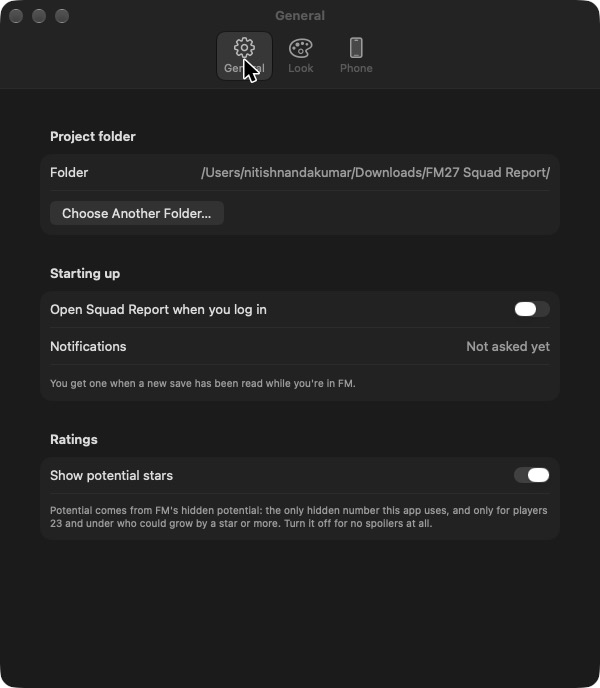 General
General
Look
Phone
Project folder
Folder
/Users/nitishnandakumar/Downloads/FM27 Squad Report/
Choose Another Folder...
Starting up
Open Squad Report when you log in
Notifications
Not asked yet
You get one when a new save has been read while you're in FM.
Ratings
Show potential stars
Potential comes from FM's hidden potential: the only hidden number this app uses, and only for players
23 and under who could grow by a star or more. Turn it off for no spoilers at all.